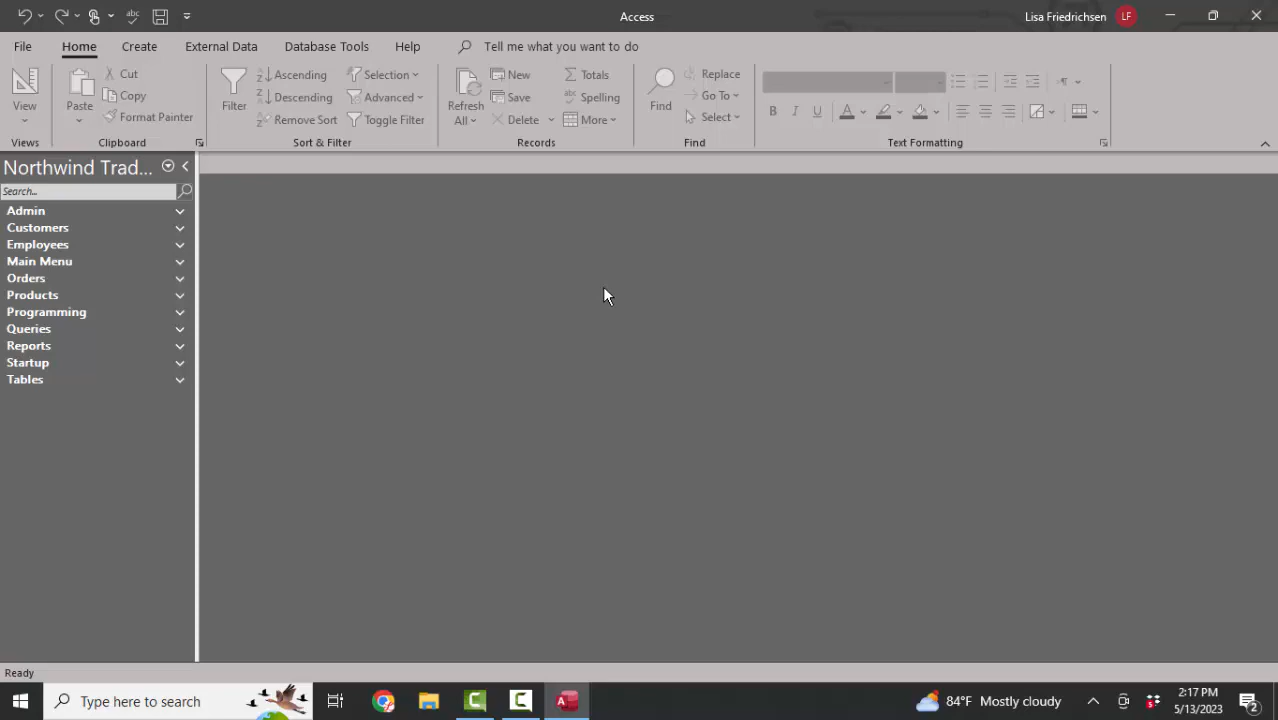 Access
Lisa Friedrichsen
LF
File
Home
Create
External Data
Database Tools
Help
Tell me what you want to do
View
Views
Paste
Cut
Copy
Format Painter
Clipboard
Filter
Ascending
Descending
Remove Sort
Selection
Advanced
Toggle Filter
Sort & Filter
Refresh
All
New
Save
Delete
Totals
Spelling
More
Records
Find
Replace
Go To
Select
Find
B I U A
Text Formatting
Northwind Trad...
Search...
Admin
Customers
Employees
Main Menu
Orders
Products
Programming
Queries
Reports
Startup
Tables
Ready
Type here to search
84°F Mostly cloudy
2:17 PM
5/13/2023
2